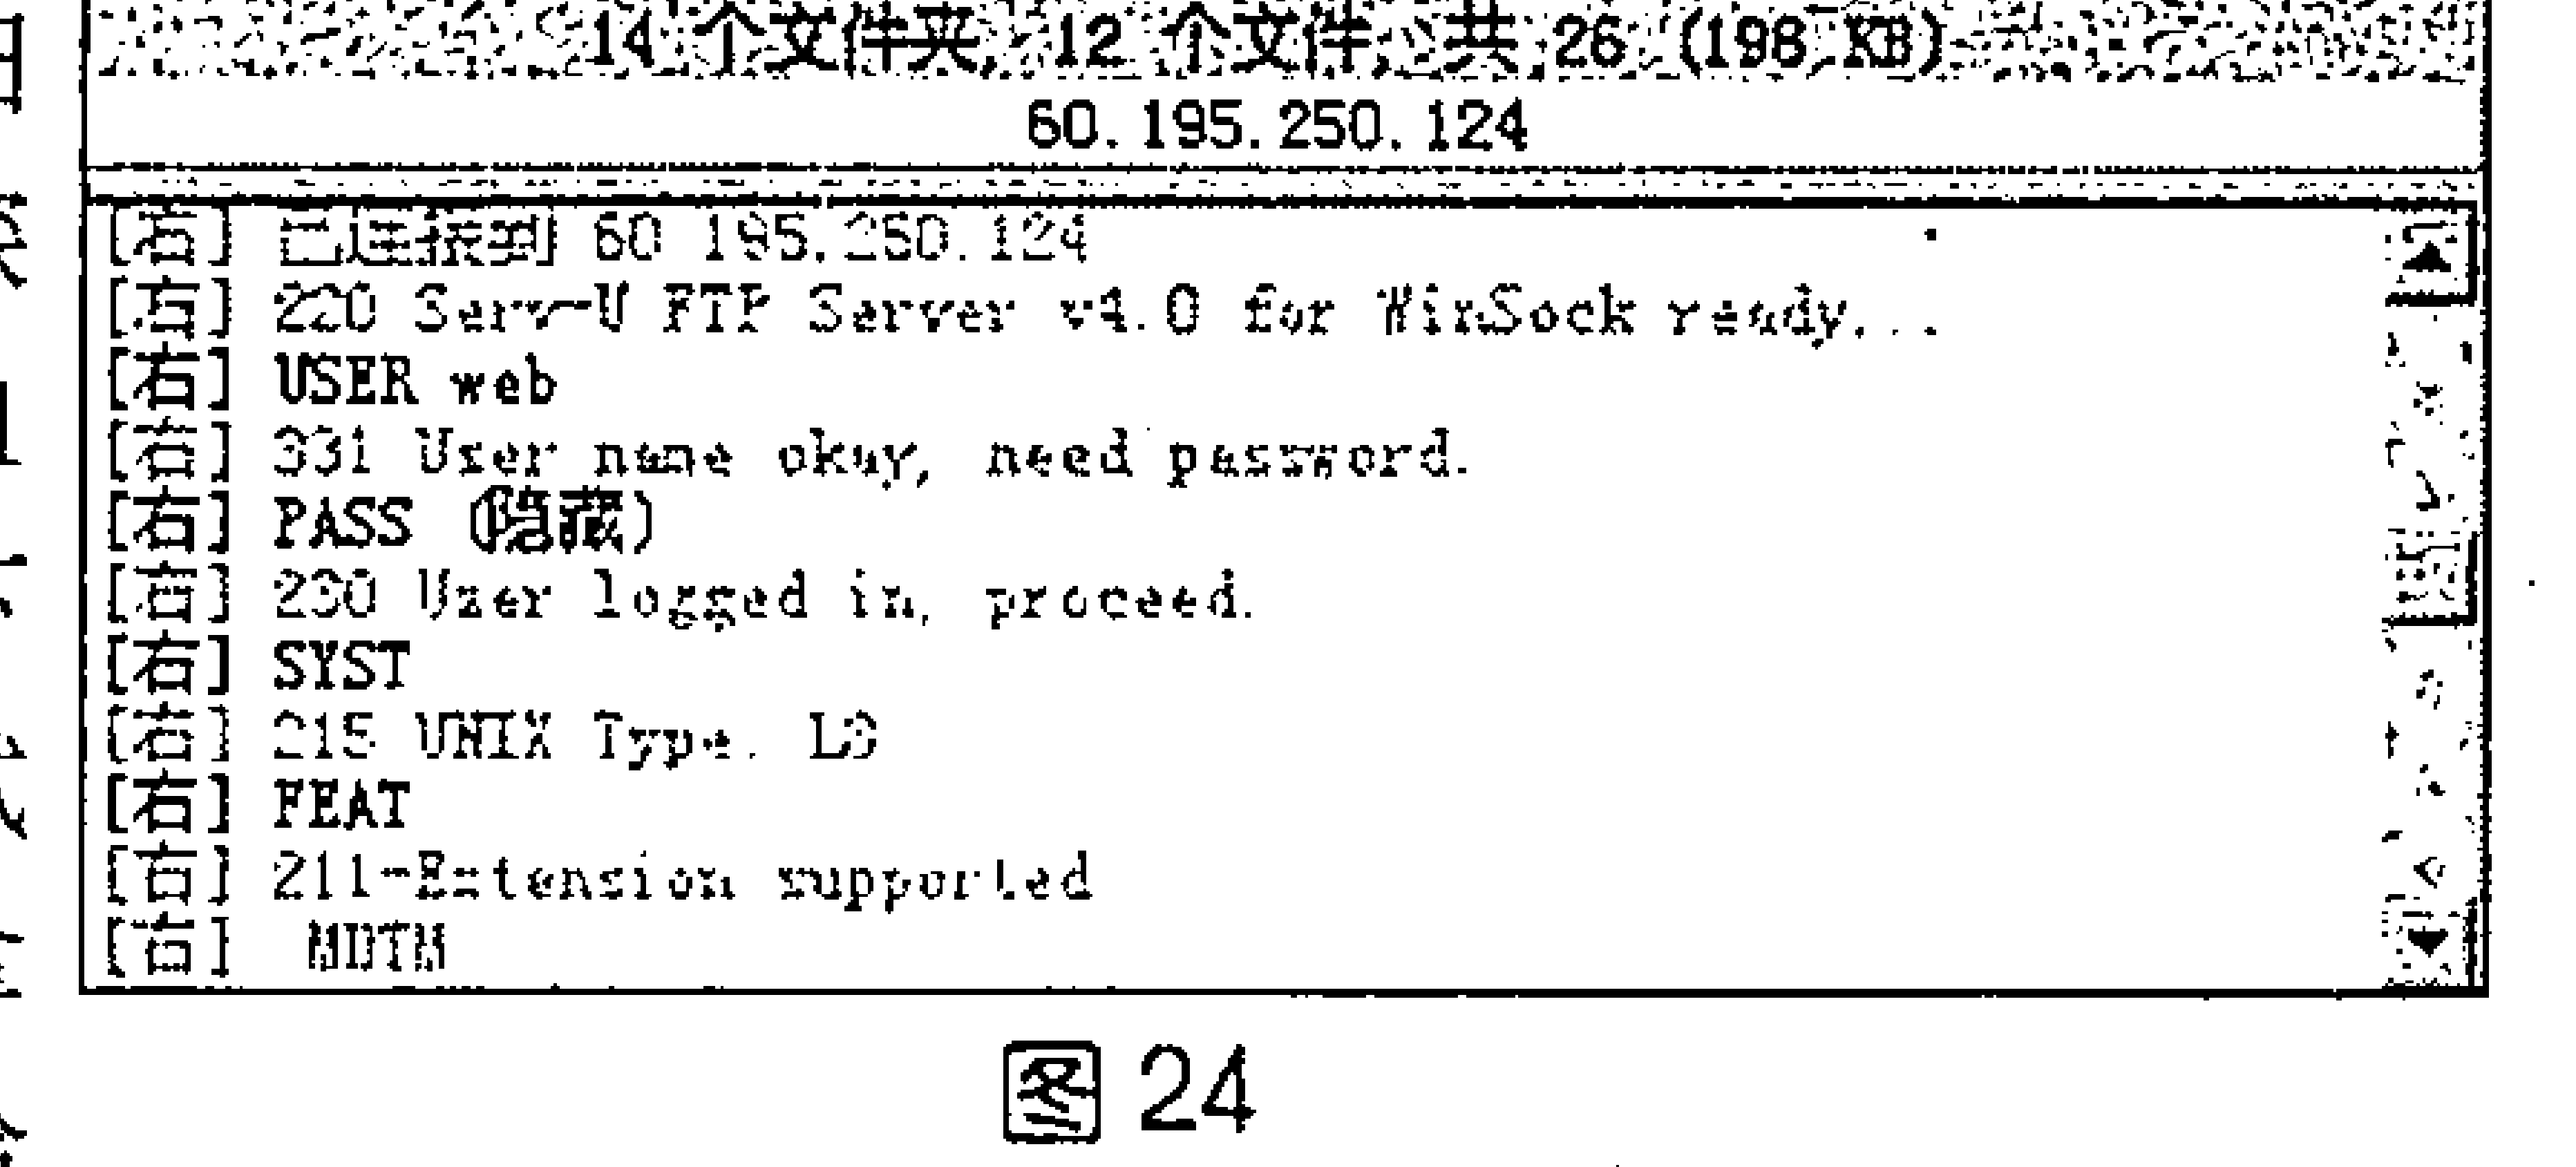 14 个文件夹, 12 个文件, 共 26 (198 KB)
60.195.250.124
[右] 已连接到 60.195.250.124
[右] 220 Serv-U FTP Server v4.0 for WinSock ready...
[右] USER web
[右] 331 User name okay, need password.
[右] PASS (隐藏)
[右] 230 User logged in, proceed.
[右] SYST
[右] 215 UNIX Type: L8
[右] FEAT
[右] 211-Extension supported
[右] MDTM
图 24